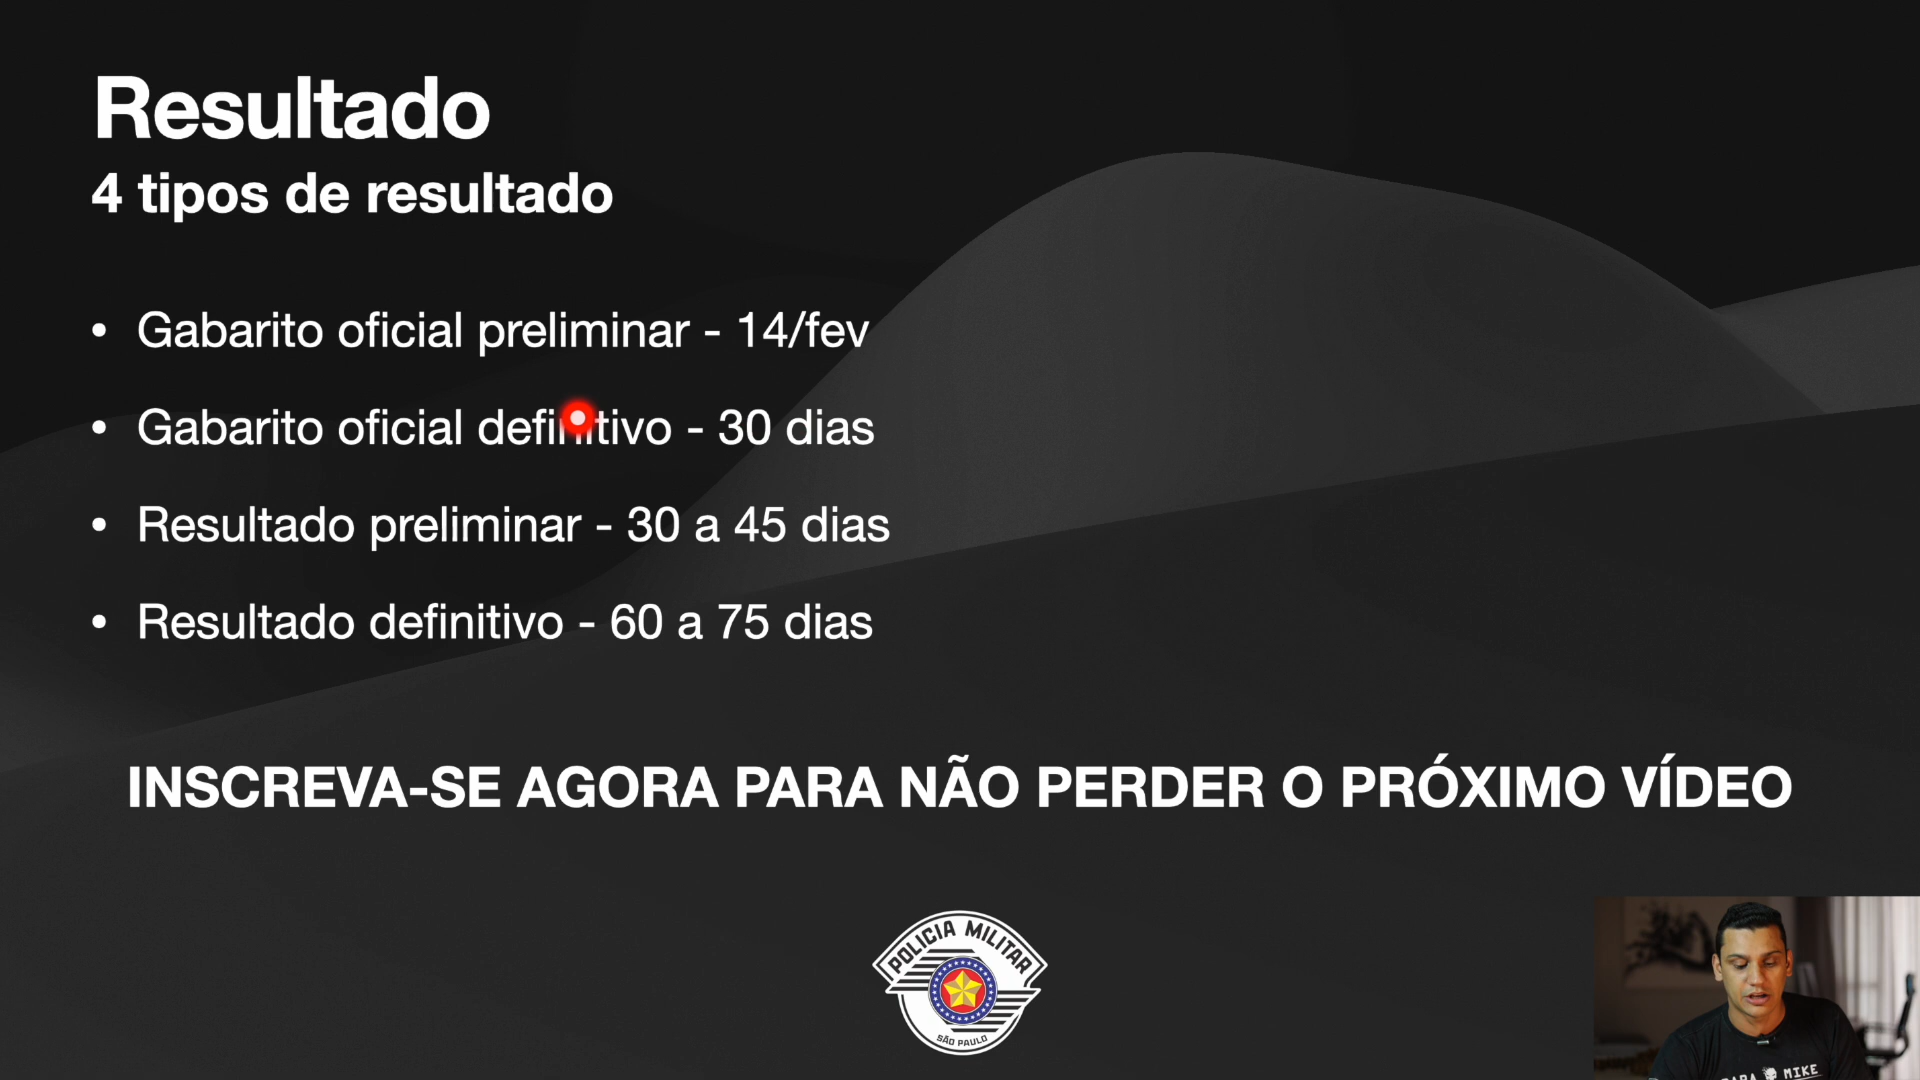 Resultado
4 tipos de resultado
• Gabarito oficial preliminar - 14/fev
• Gabarito oficial definitivo - 30 dias
• Resultado preliminar - 30 a 45 dias
• Resultado definitivo - 60 a 75 dias
INSCREVA-SE AGORA PARA NÃO PERDER O PRÓXIMO VÍDEO
POLICIA MILITAR
SÃO PAULO
MIKE